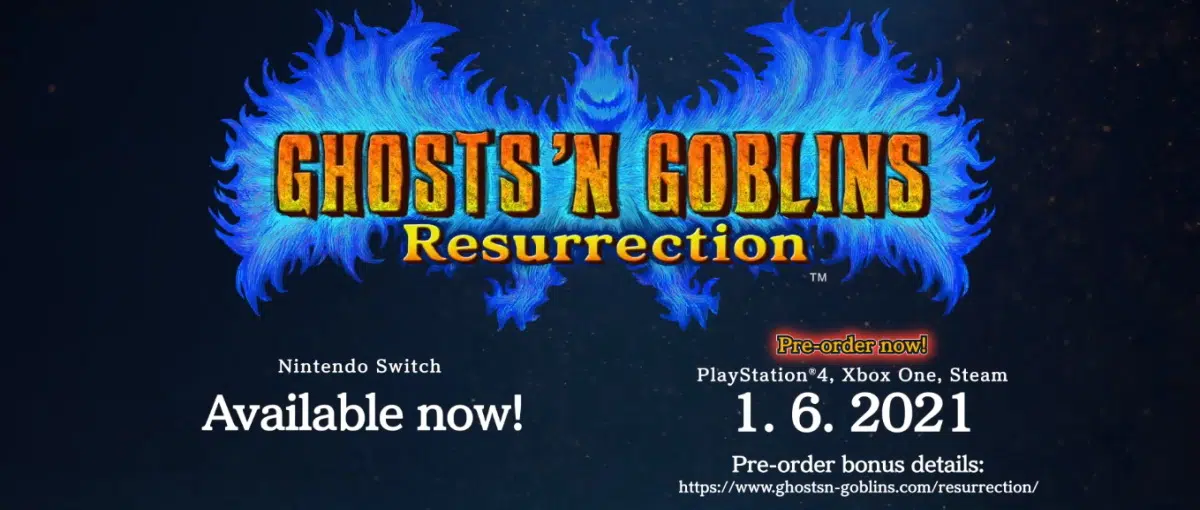 GHOSTS 'N GOBLINS
Resurrection
™
Nintendo Switch
Available now!
Pre-order now!
PlayStation®4, Xbox One, Steam
1. 6. 2021
Pre-order bonus details:
https://www.ghostsn-goblins.com/resurrection/